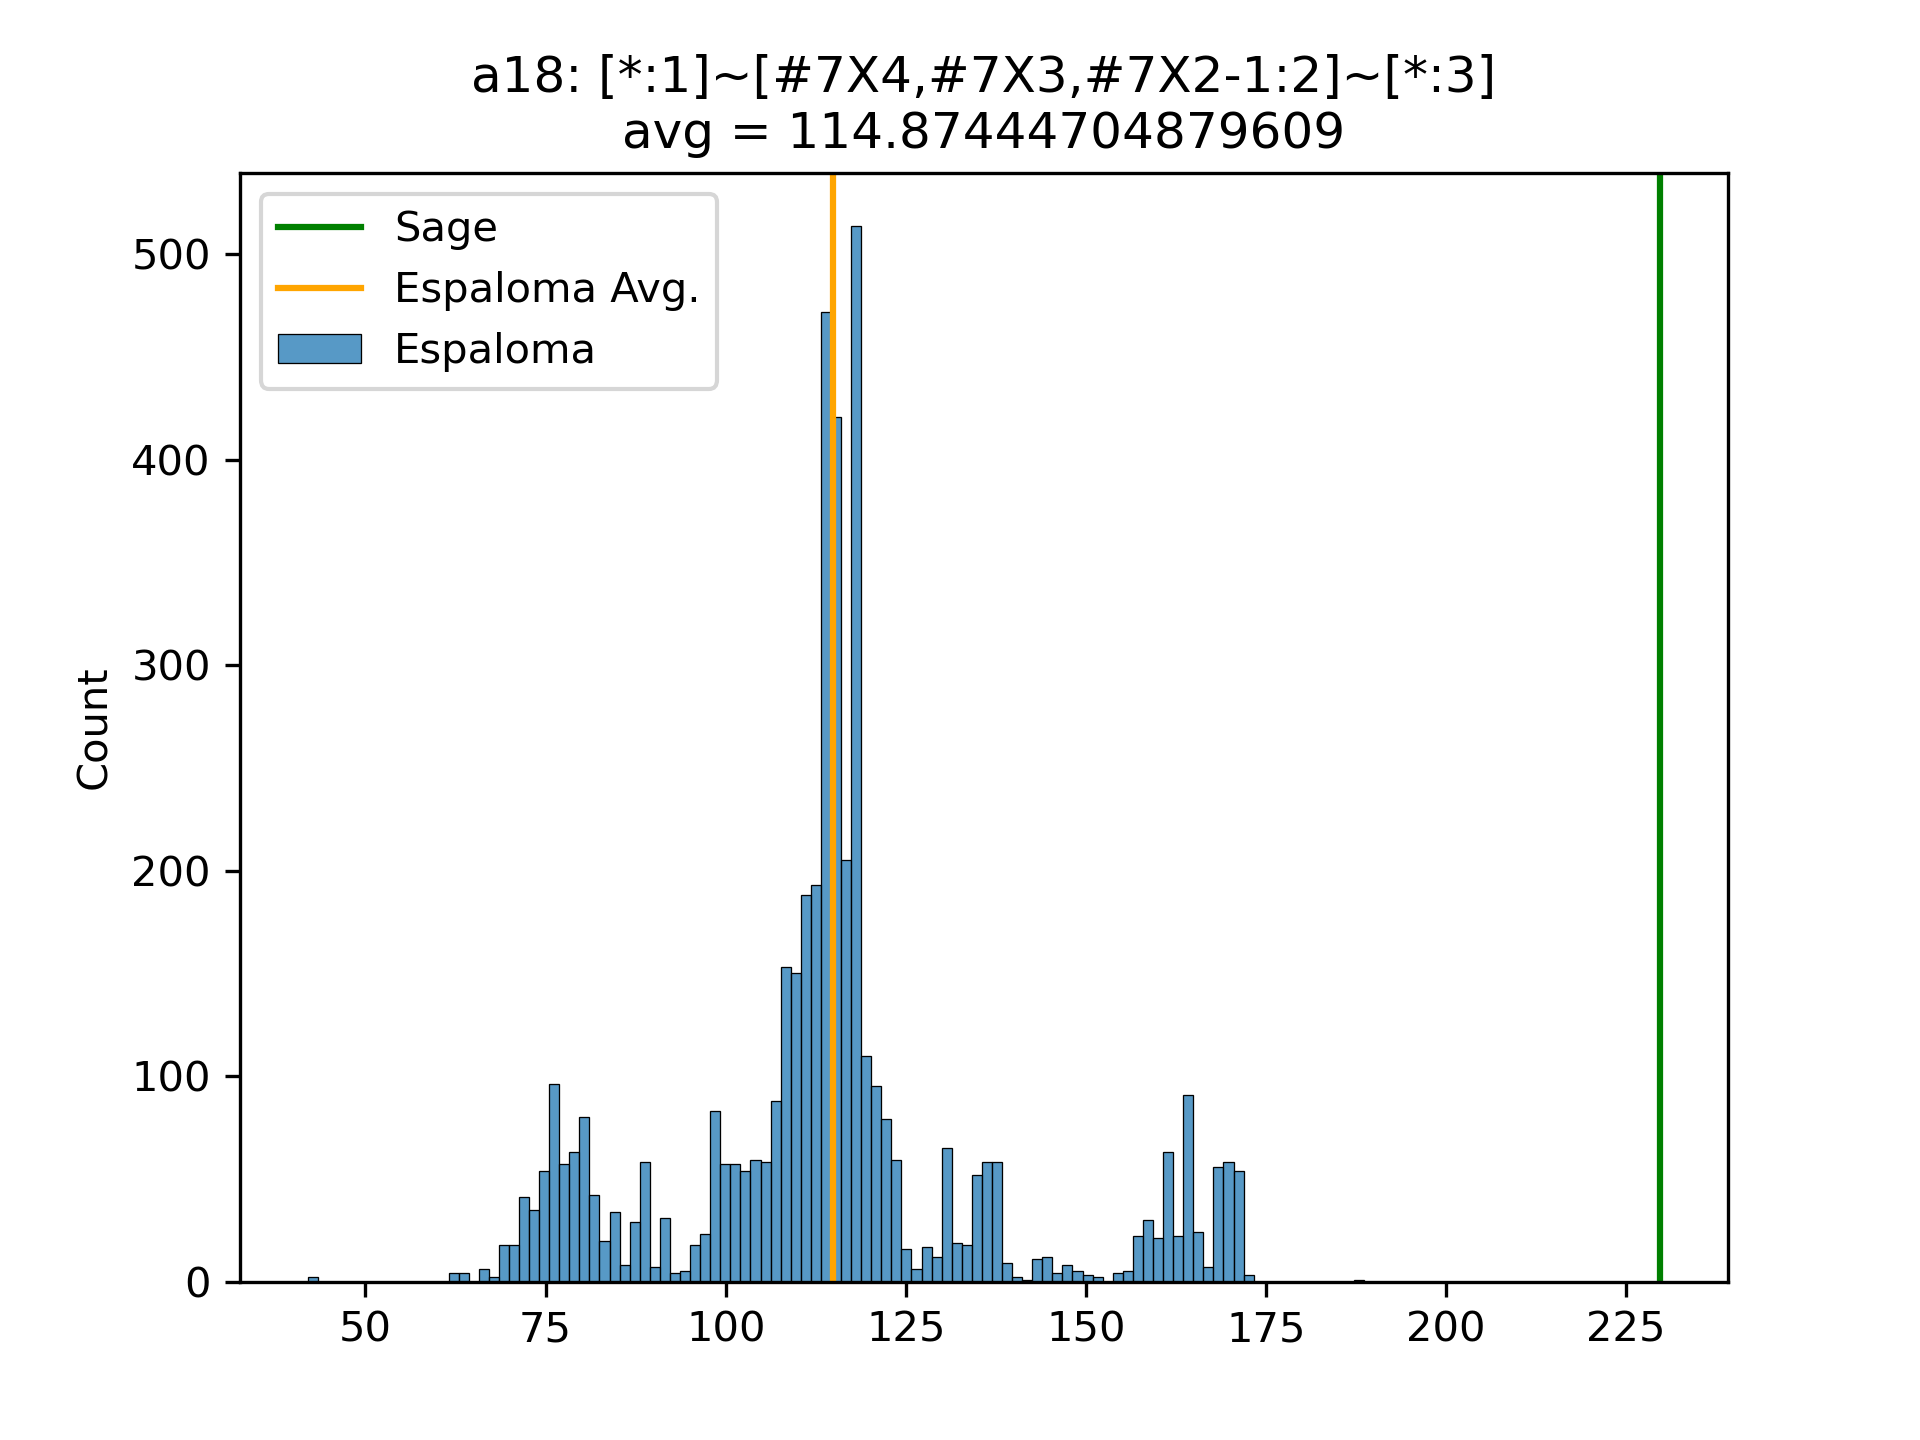 a18: [*:1]~[#7X4,#7X3,#7X2-1:2]~[*:3]
avg = 114.87444704879609
Sage
Espaloma Avg.
Espaloma
Count
500
400
300
200
100
0
50 75 100 125 150 175 200 225